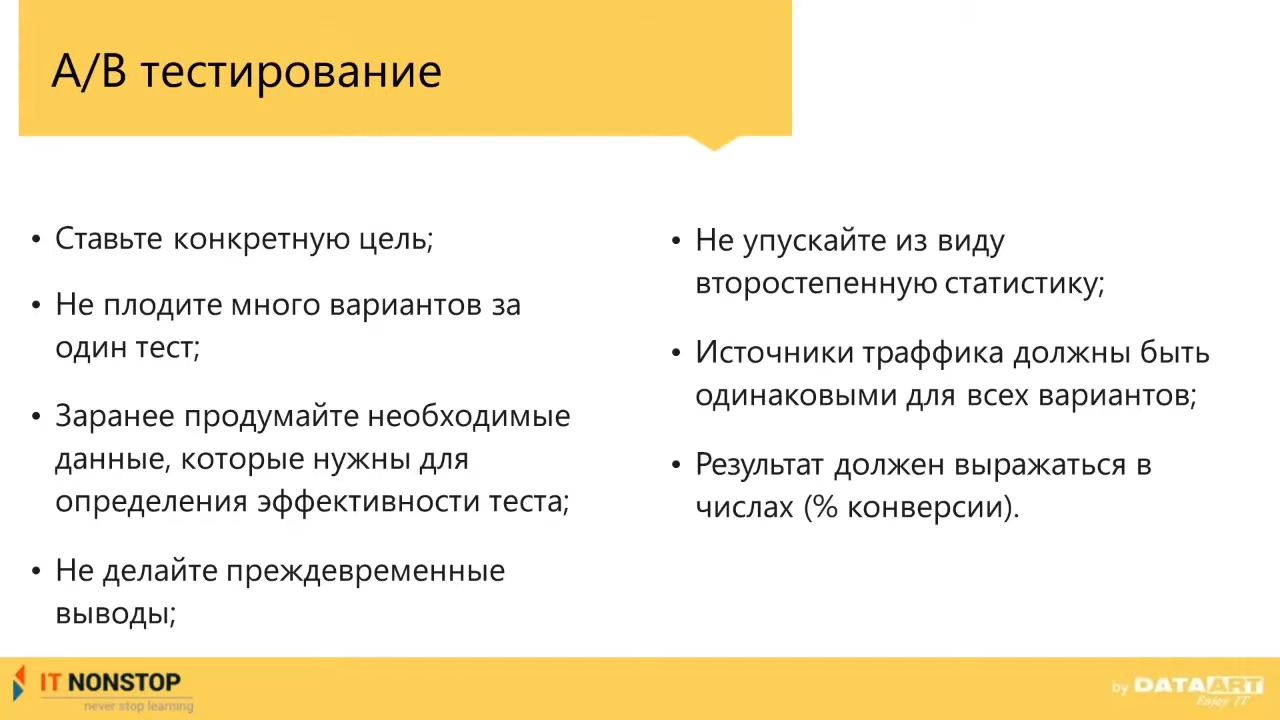 A/B тестирование
• Ставьте конкретную цель;
• Не плодите много вариантов за
один тест;
• Заранее продумайте необходимые
данные, которые нужны для
определения эффективности теста;
• Не делайте преждевременные
выводы;
• Не упускайте из виду
второстепенную статистику;
• Источники траффика должны быть
одинаковыми для всех вариантов;
• Результат должен выражаться в
числах (% конверсии).
IT NONSTOP
never stop learning
by DATAART
Enjoy IT